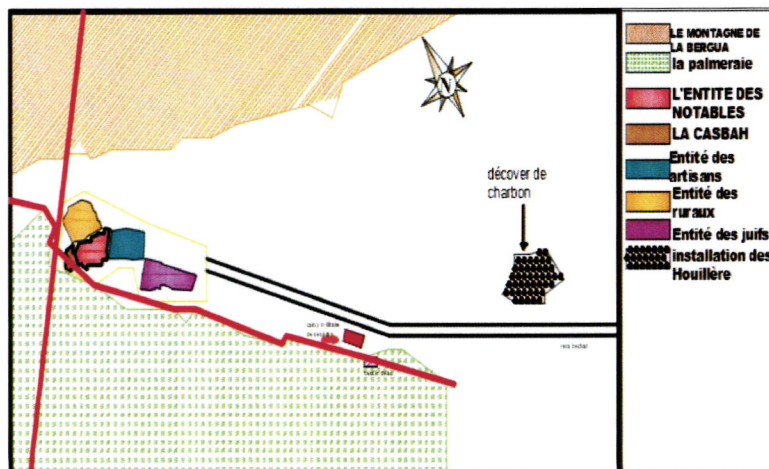 N
décover de
charbon
LE MONTAGNE DE
LA BERGUA
la palmeraie
L'ENTITE DES
NOTABLES
LA CASBAH
Entité des
artisans
Entité des
ruraux
Entité des juifs
installation des
Houillère